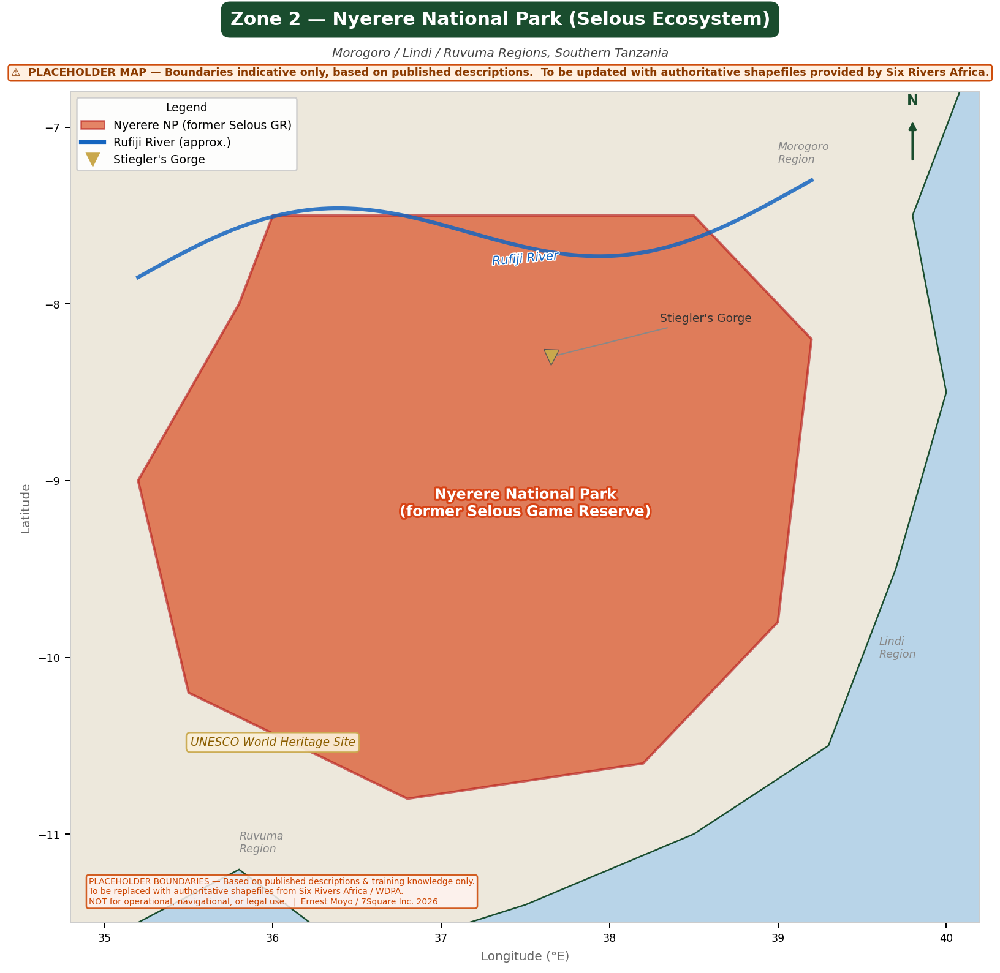 Zone 2 — Nyerere National Park (Selous Ecosystem)
Morogoro / Lindi / Ruvuma Regions, Southern Tanzania
⚠ PLACEHOLDER MAP — Boundaries indicative only, based on published descriptions. To be updated with authoritative shapefiles provided by Six Rivers Africa.
Legend
Nyerere NP (former Selous GR)
Rufiji River (approx.)
Stiegler's Gorge
N
Morogoro
Region
Rufiji River
Stiegler's Gorge
Nyerere National Park
(former Selous Game Reserve)
Lindi
Region
UNESCO World Heritage Site
Ruvuma
Region
PLACEHOLDER BOUNDARIES — Based on published descriptions & training knowledge only.
To be replaced with authoritative shapefiles from Six Rivers Africa / WDPA.
NOT for operational, navigational, or legal use. | Ernest Moyo / 7Square Inc. 2026
−7
−8
−9
−10
−11
Latitude
35 36 37 38 39 40
Longitude (°E)